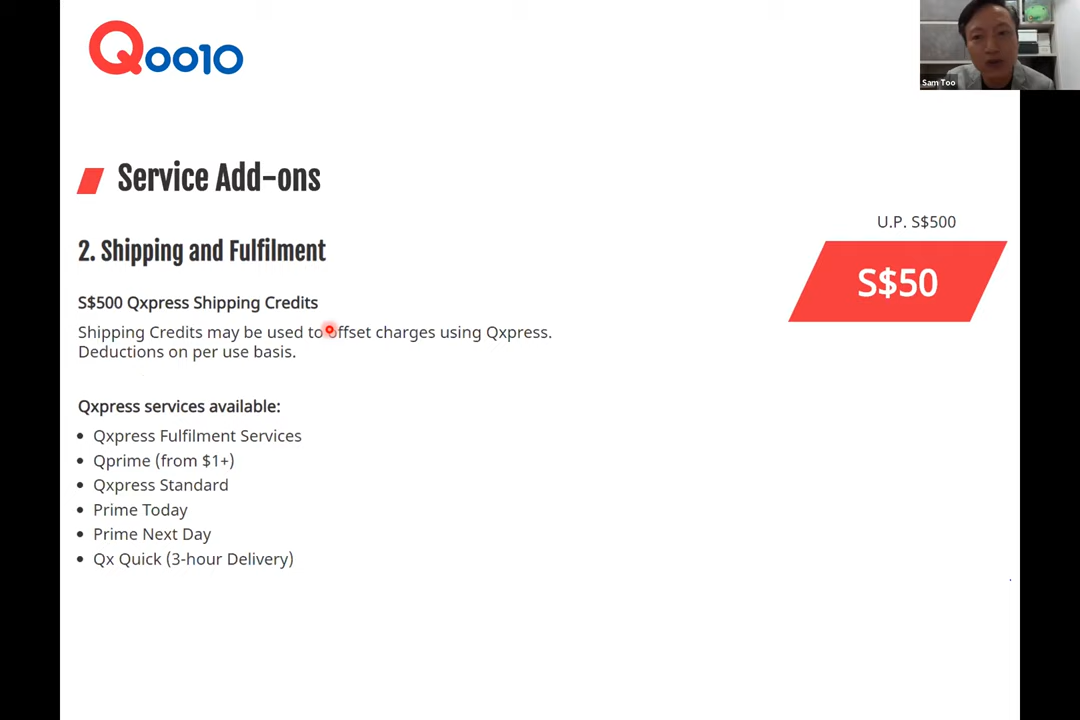 Qoo10
Sam Too
Service Add-ons
U.P. S$500
S$50
2. Shipping and Fulfilment
S$500 Qxpress Shipping Credits
Shipping Credits may be used to offset charges using Qxpress.
Deductions on per use basis.
Qxpress services available:
• Qxpress Fulfilment Services
• Qprime (from $1+)
• Qxpress Standard
• Prime Today
• Prime Next Day
• Qx Quick (3-hour Delivery)